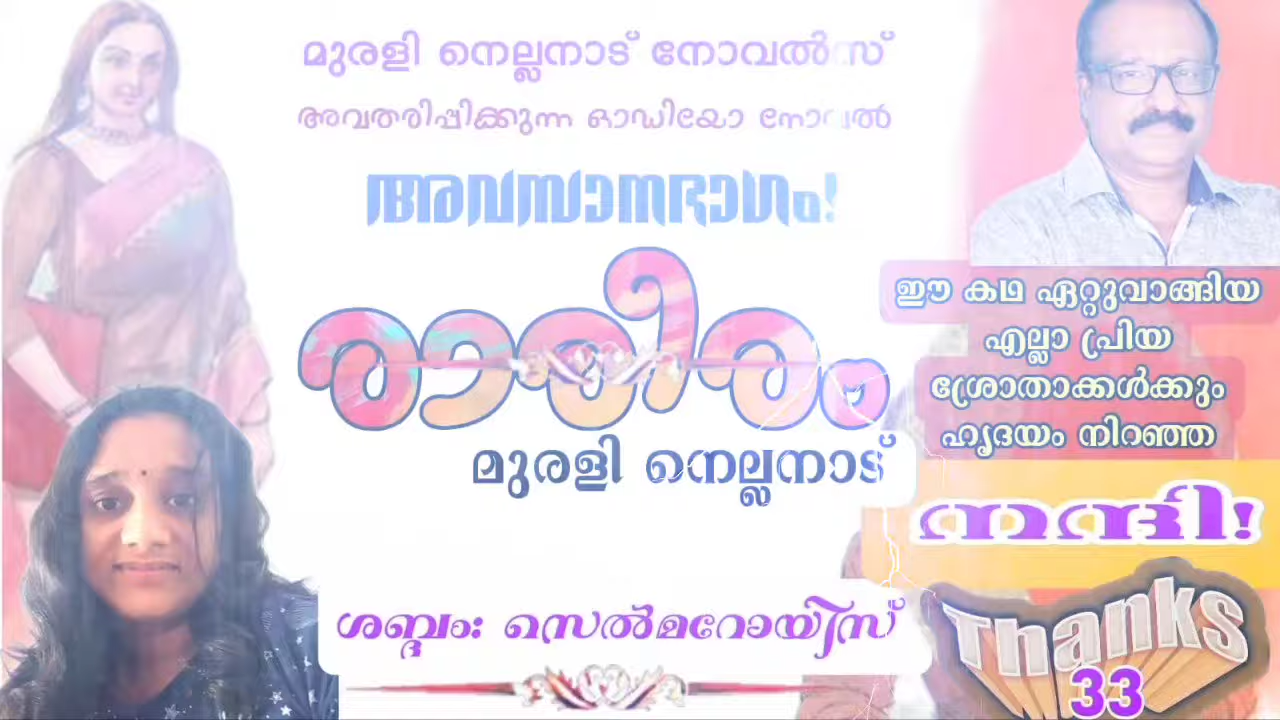 മുരളി നെല്ലനാട് നോവൽസ്
അവതരിപ്പിക്കുന്ന ഓഡിയോ നോവൽ
അവസാനഭാഗം!
രാതീരം
മുരളി നെല്ലനാട്
ശബ്ദം: സെൽമറോയിസ്
ഈ കഥ ഏറ്റുവാങ്ങിയ
എല്ലാ പ്രിയ
ശ്രോതാക്കൾക്കും
ഹൃദയം നിറഞ്ഞ
നന്ദി!
Thanks
33